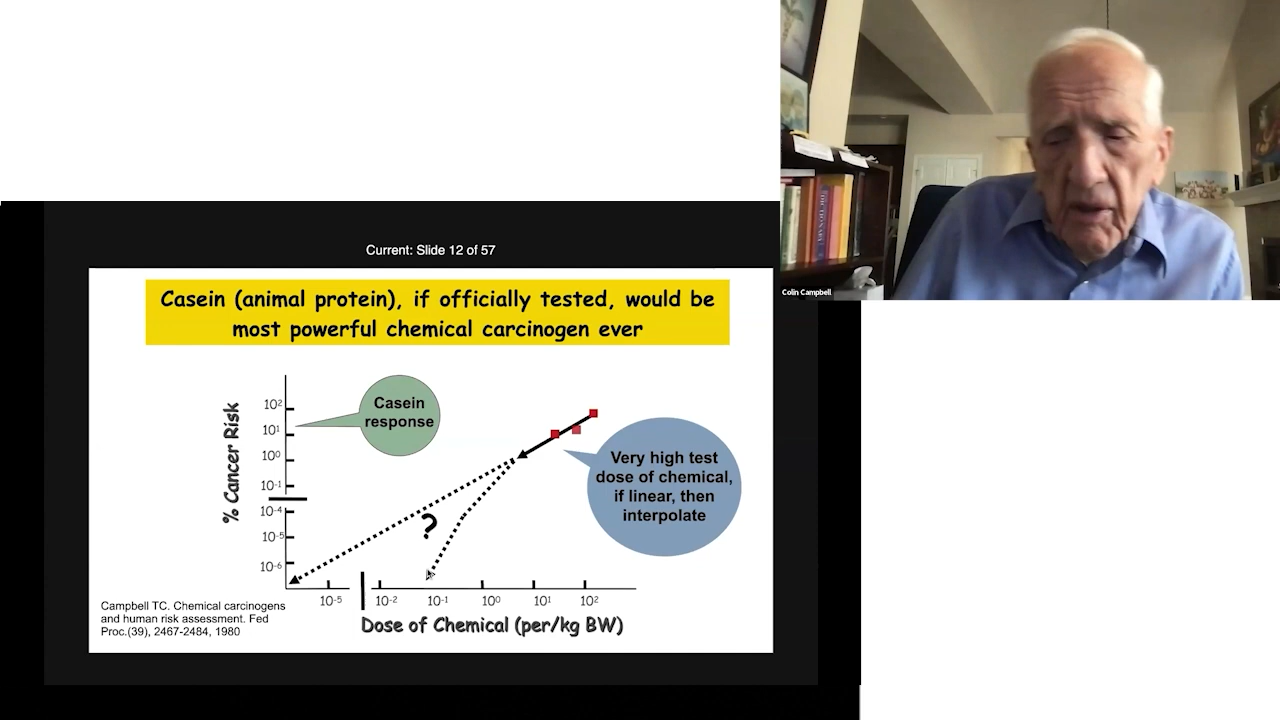 Colin Campbell
Current: Slide 12 of 57
Casein (animal protein), if officially tested, would be
most powerful chemical carcinogen ever
% Cancer Risk
10²
10¹
10⁰
10-¹
10-⁴
10-⁵
10-⁶
Casein
response
?
Very high test
dose of chemical,
if linear, then
interpolate
10-⁵
10-²
10-¹
10⁰
10¹
10²
Dose of Chemical (per/kg BW)
Campbell TC. Chemical carcinogens
and human risk assessment. Fed
Proc.(39), 2467-2484, 1980